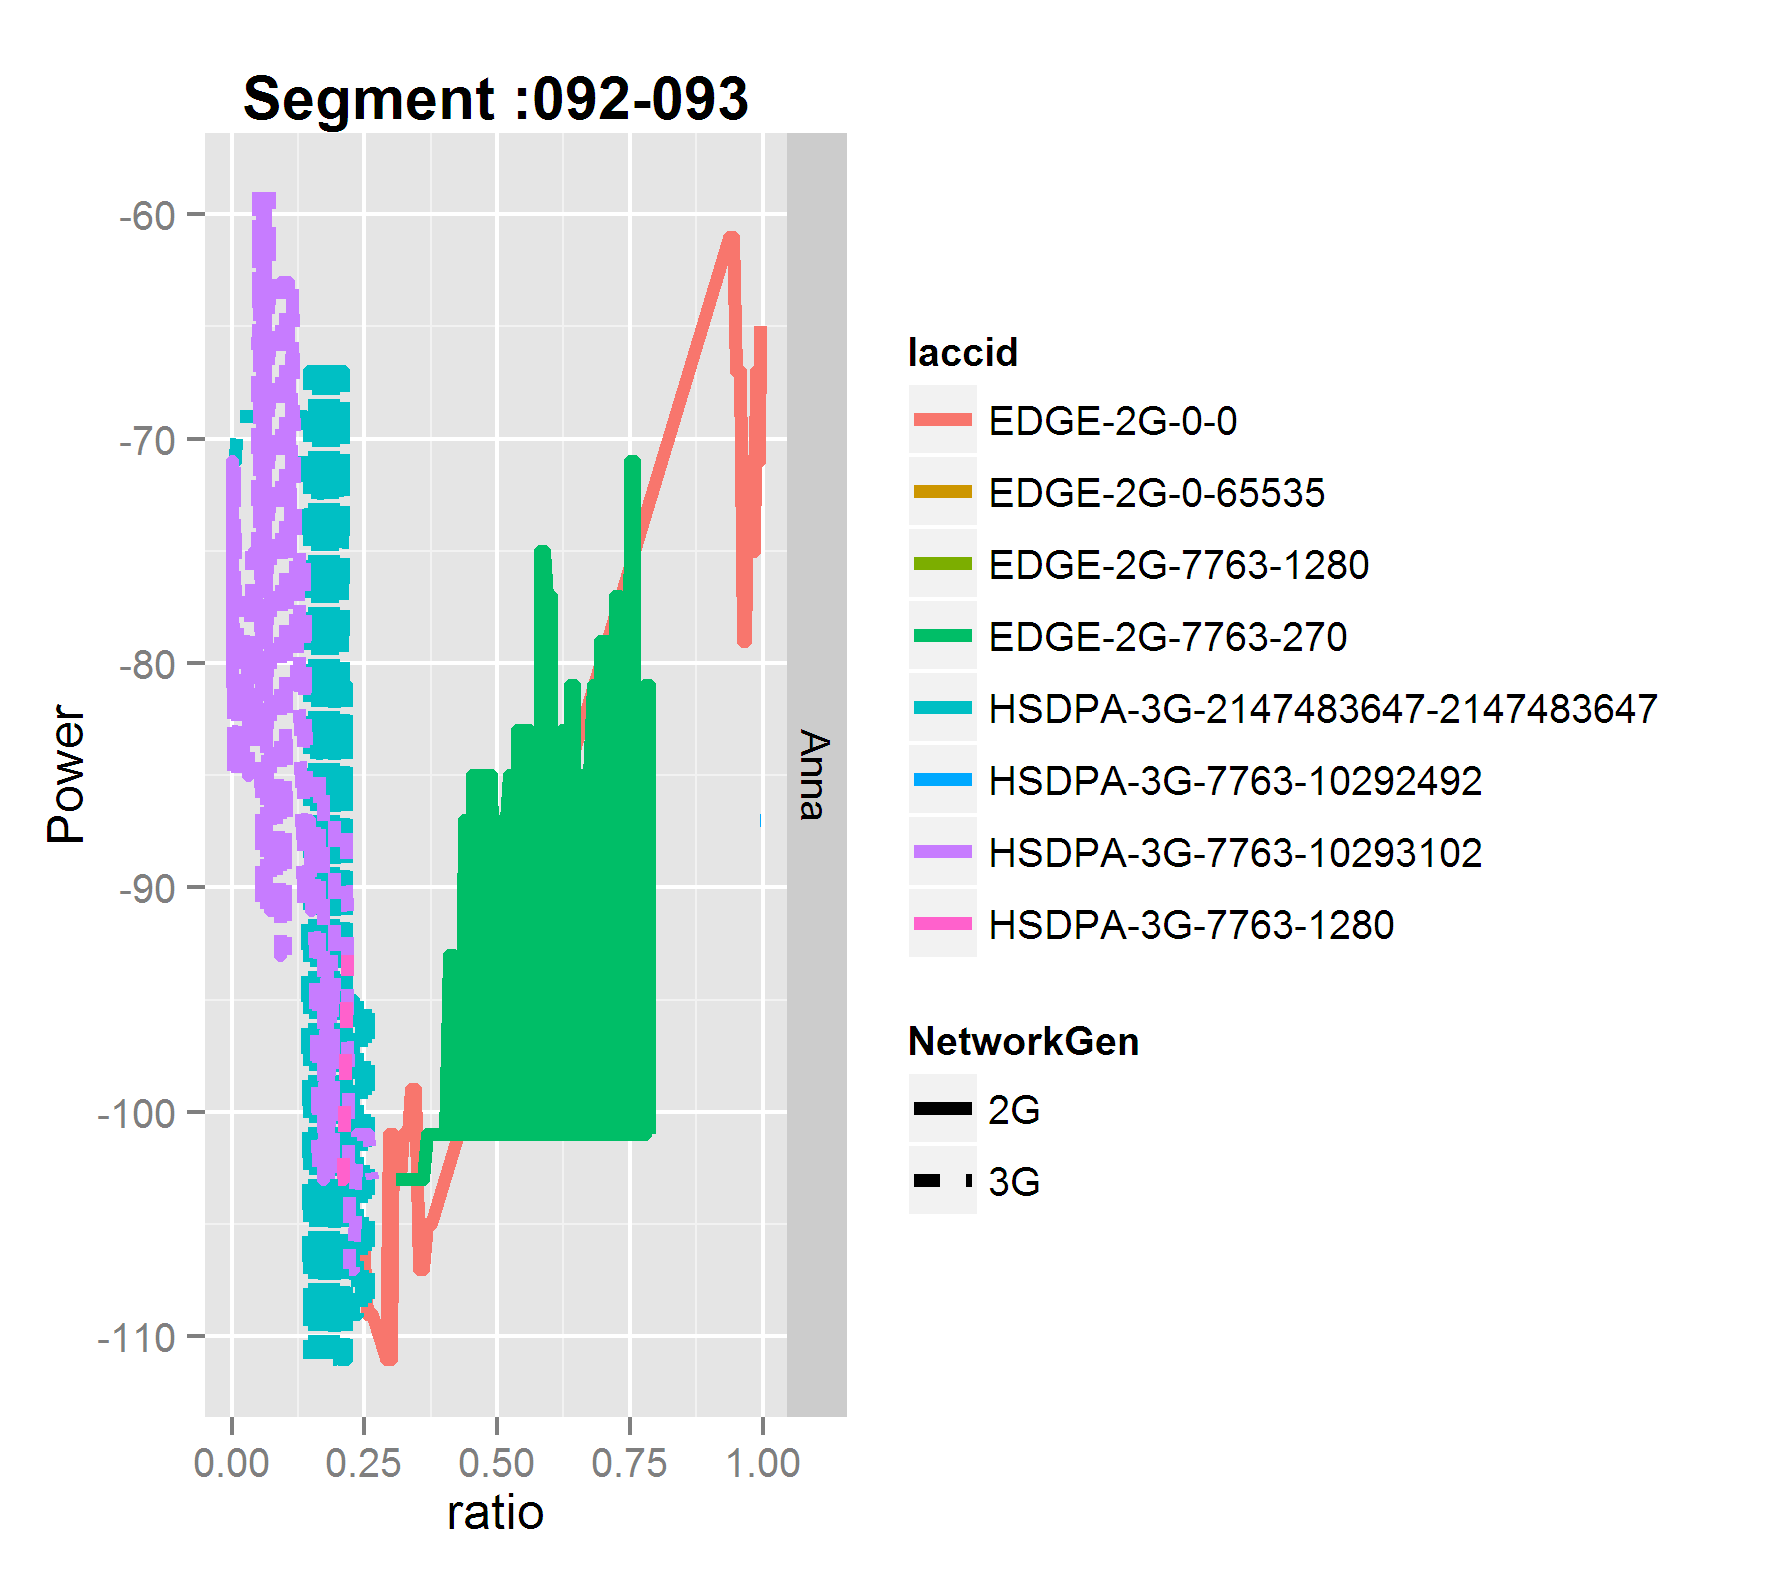 Segment :092-093
-60
-70
-80
-90
-100
-110
Power
0.00 0.25 0.50 0.75 1.00
ratio
Anna
laccid
EDGE-2G-0-0
EDGE-2G-0-65535
EDGE-2G-7763-1280
EDGE-2G-7763-270
HSDPA-3G-2147483647-2147483647
HSDPA-3G-7763-10292492
HSDPA-3G-7763-10293102
HSDPA-3G-7763-1280
NetworkGen
2G
3G